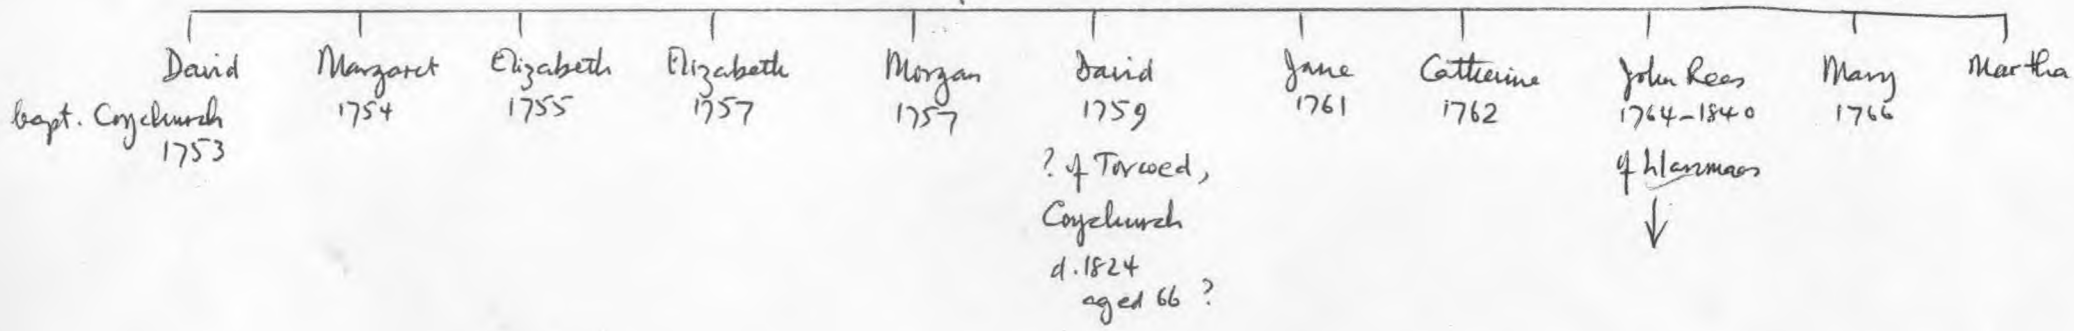 David Margaret Elizabeth Elizabeth Morgan David Jane Catherine John Rees Mary Martha
bapt. Coychurch 1754 1755 1757 1757 1759 1761 1762 1764-1840 1766
1753
? of Torcoed, of Llanmaes
Coychurch
d. 1824
aged 66 ?